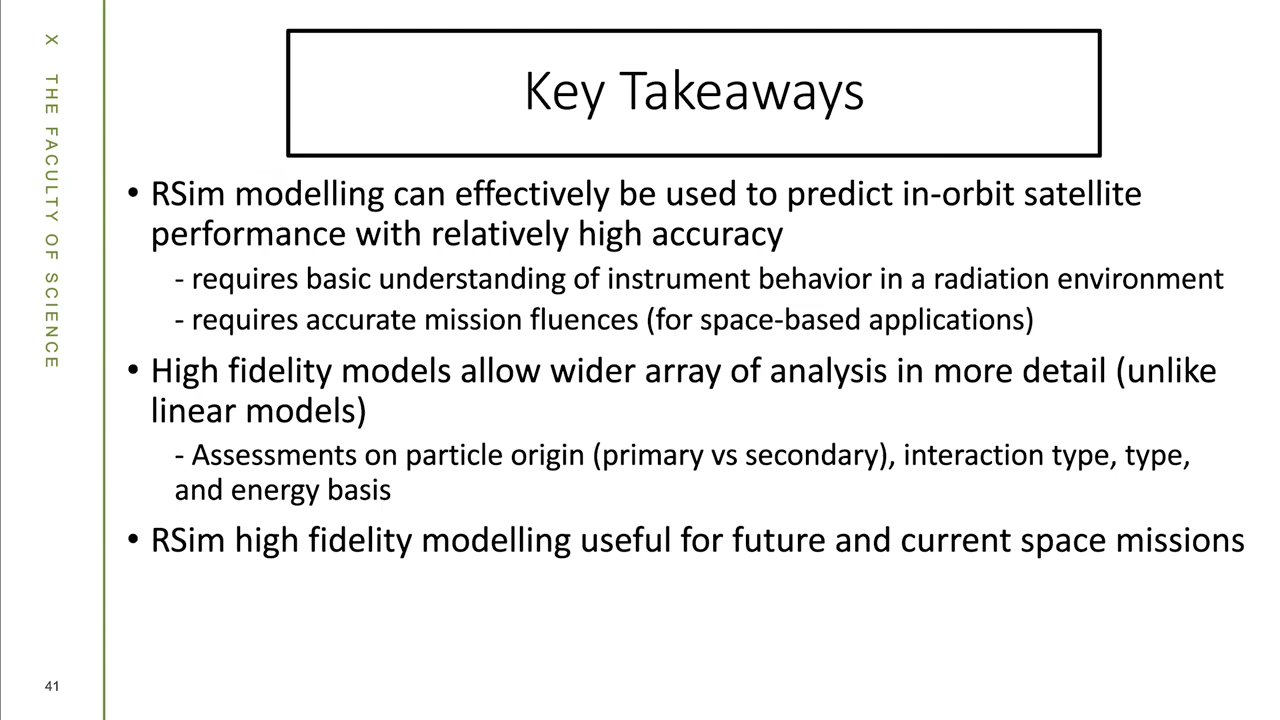 X THE FACULTY OF SCIENCE
Key Takeaways
• RSim modelling can effectively be used to predict in-orbit satellite
performance with relatively high accuracy
- requires basic understanding of instrument behavior in a radiation environment
- requires accurate mission fluences (for space-based applications)
• High fidelity models allow wider array of analysis in more detail (unlike
linear models)
- Assessments on particle origin (primary vs secondary), interaction type, type,
and energy basis
• RSim high fidelity modelling useful for future and current space missions
41